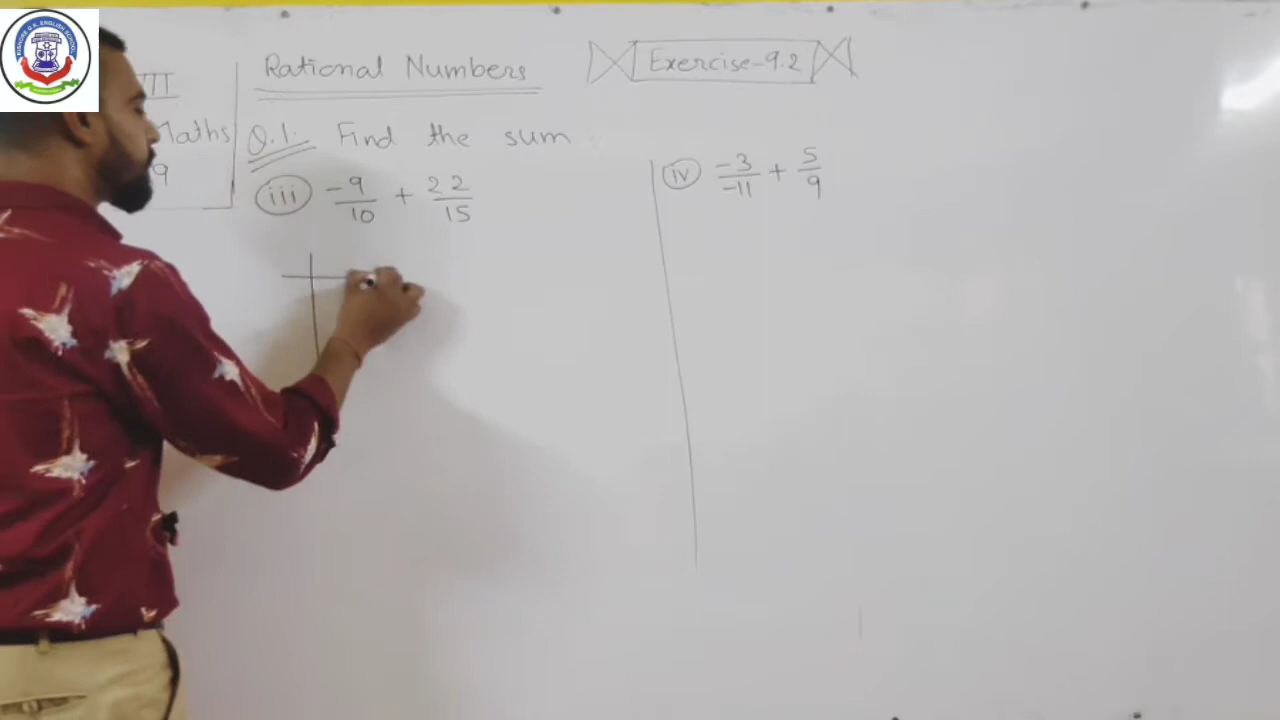 VII
Maths
9
Rational Numbers
Exercise-9.2
Q.1. Find the sum
iii -9/10 + 22/15
iv -3/-11 + 5/9